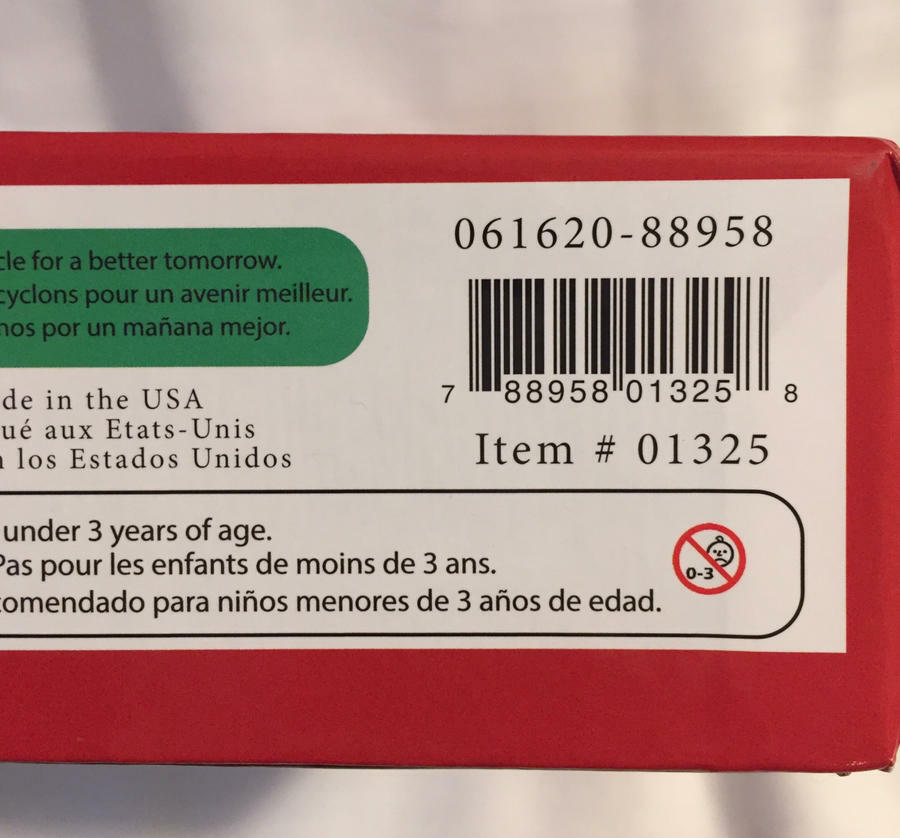 cle for a better tomorrow.
cyclons pour un avenir meilleur.
nos por un mañana mejor.
de in the USA
ué aux Etats-Unis
n los Estados Unidos
061620-88958
7 88958 01325 8
Item # 01325
under 3 years of age.
Pas pour les enfants de moins de 3 ans.
comendado para niños menores de 3 años de edad.
0-3